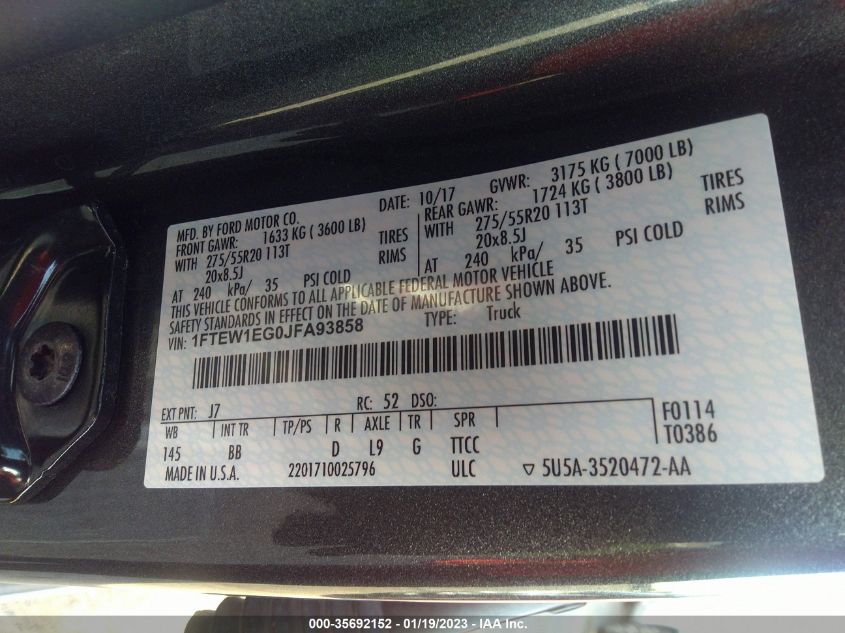 MFD. BY FORD MOTOR CO. DATE: 10/17 GVWR: 3175 KG ( 7000 LB)
FRONT GAWR: 1633 KG ( 3600 LB) REAR GAWR: 1724 KG ( 3800 LB)
WITH 275/55R20 113T TIRES WITH 275/55R20 113T TIRES
20x8.5J RIMS 20x8.5J RIMS
AT 240 kPa/ 35 PSI COLD AT 240 kPa/ 35 PSI COLD
THIS VEHICLE CONFORMS TO ALL APPLICABLE FEDERAL MOTOR VEHICLE
SAFETY STANDARDS IN EFFECT ON THE DATE OF MANUFACTURE SHOWN ABOVE.
VIN: 1FTEW1EG0JFA93858 TYPE: Truck
EXT PNT: J7 RC: 52 DSO:
WB INT TR TP/PS R AXLE TR SPR F0114
145 BB D L9 G TTCC T0386
MADE IN U.S.A. 2201710025796 ULC ▽ 5U5A-3520472-AA
000-35692152 - 01/19/2023 - IAA Inc.